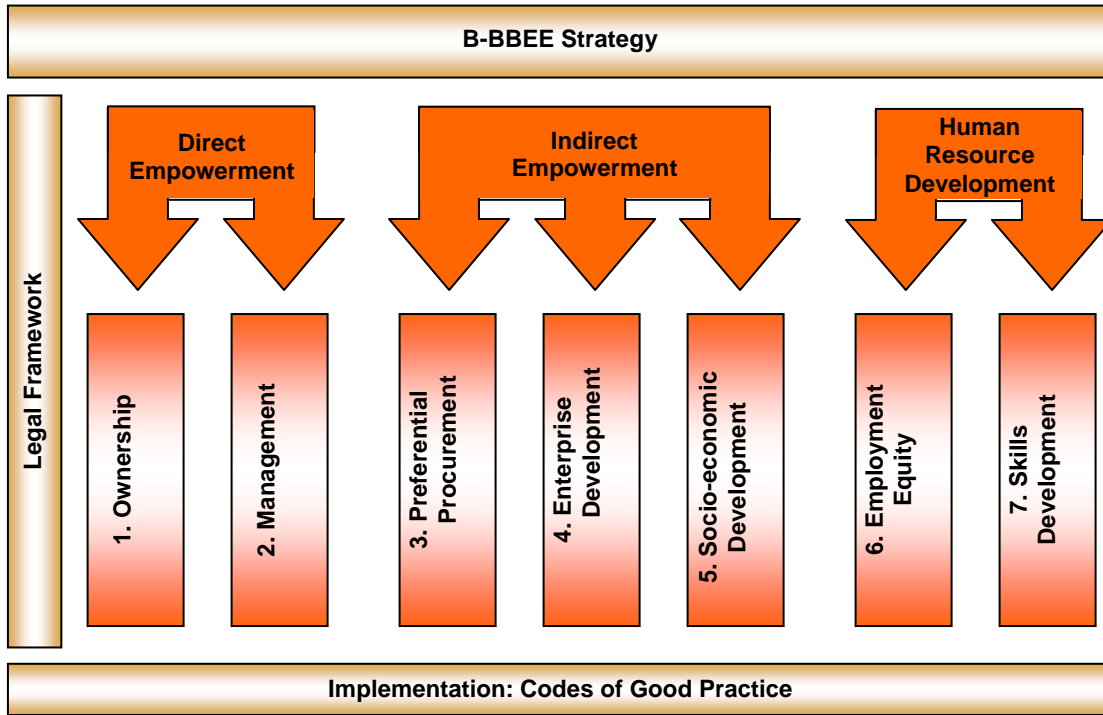 B-BBEE Strategy
Legal Framework
Direct
Empowerment
Indirect
Empowerment
Human
Resource
Development
1. Ownership
2. Management
3. Preferential
Procurement
4. Enterprise
Development
5. Socio-economic
Development
6. Employment
Equity
7. Skills
Development
Implementation: Codes of Good Practice